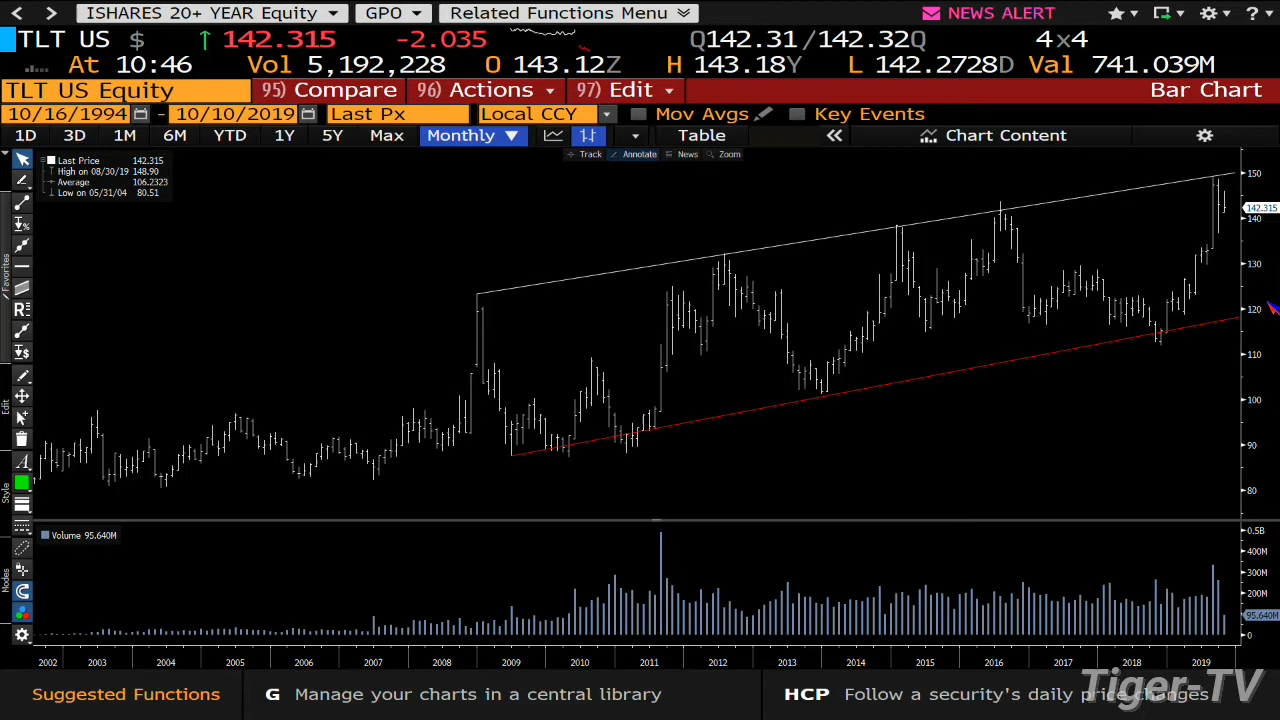 ISHARES 20+ YEAR Equity GPO Related Functions Menu NEWS ALERT ?
TLT US $ ↑ 142.315 -2.035 Q142.31/142.32Q 4×4
At 10:46 Vol 5,192,228 O 143.12Z H 143.18Y L 142.2728D Val 741.039M
TLT US Equity 95) Compare 96) Actions 97) Edit Bar Chart
10/16/1994 - 10/10/2019 Last Px Local CCY Mov Avgs Key Events
1D 3D 1M 6M YTD 1Y 5Y Max Monthly ▼ Table « Chart Content
Track Annotate News Zoom
Last Price 142.315
High on 08/30/19 148.90
Average 106.2323
Low on 05/31/04 80.51
150
142.315
140
130
120
110
100
90
80
Favorites
Edit
Style
Modes
Volume 95.640M
0.5B
400M
300M
200M
95.640M
0
2002 2003 2004 2005 2006 2007 2008 2009 2010 2011 2012 2013 2014 2015 2016 2017 2018 2019
Suggested Functions G Manage your charts in a central library HCP Follow a security's daily price changes
Tiger-TV